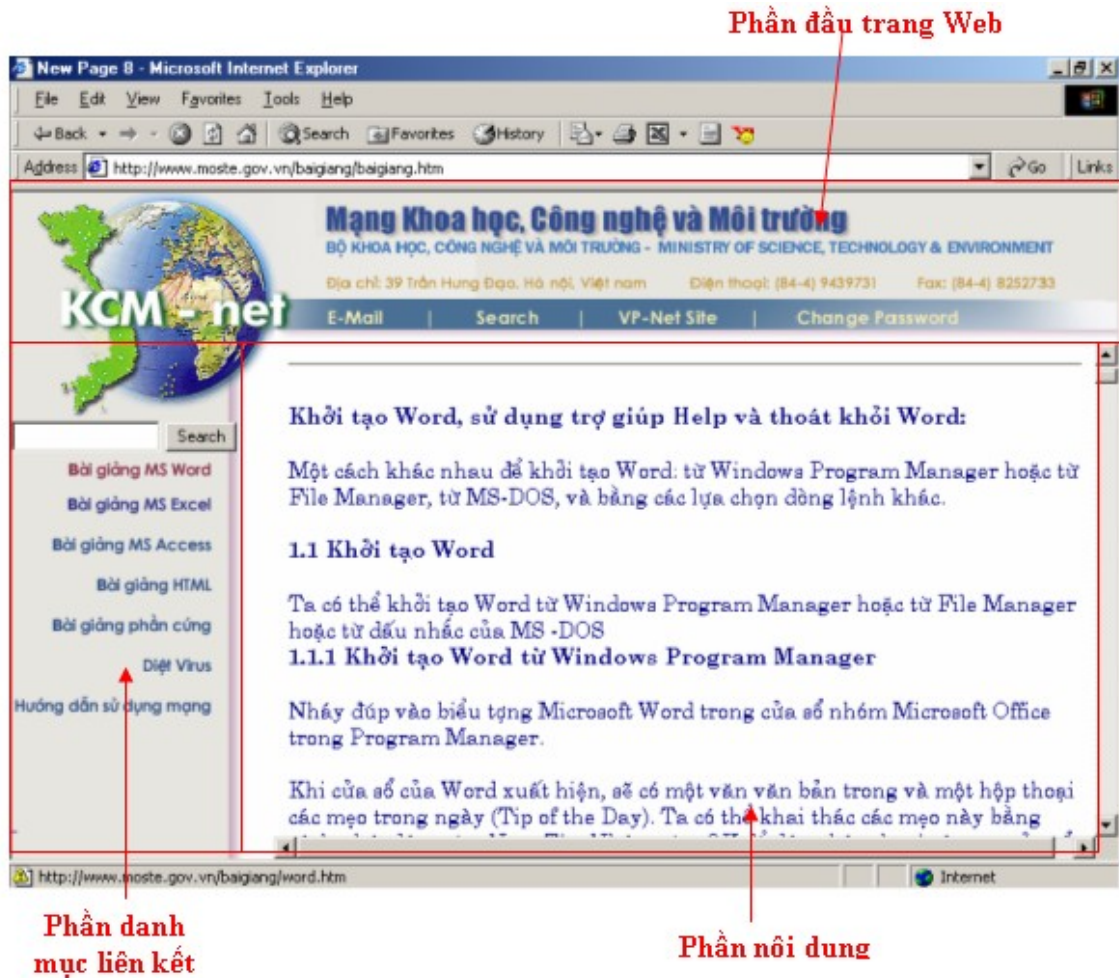 Phần đầu trang Web
New Page 8 - Microsoft Internet Explorer
File Edit View Favorites Tools Help
Back Search Favorites History
Address http://www.moste.gov.vn/baigiang/baigiang.htm Go Links
Mạng Khoa học, Công nghệ và Môi trường
BỘ KHOA HỌC, CÔNG NGHỆ VÀ MÔI TRUỜNG - MINISTRY OF SCIENCE, TECHNOLOGY & ENVIRONMENT
Địa chỉ: 39 Trần Hưng Đạo, Hà nội, Việt nam Diện thoại: (84-4) 9439731 Fax: (84-4) 8252733
KCM - net
E-Mail | Search | VP-Net Site | Change Password
Search
Bài giảng MS Word
Bài giảng MS Excel
Bài giảng MS Access
Bài giảng HTML
Bài giảng phần cứng
Diệt Virus
Hướng dẫn sử dụng mạng
Khởi tạo Word, sử dụng trợ giúp Help và thoát khỏi Word:
Một cách khác nhau để khởi tạo Word: từ Windows Program Manager hoặc từ
File Manager, từ MS-DOS, và bằng các lựa chọn dòng lệnh khác.
1.1 Khởi tạo Word
Ta có thể khởi tạo Word từ Windows Program Manager hoặc từ File Manager
hoặc từ dấu nhắc của MS -DOS
1.1.1 Khởi tạo Word từ Windows Program Manager
Nháy đúp vào biểu tợng Microsoft Word trong cửa sổ nhóm Microsoft Office
trong Program Manager.
Khi cửa sổ của Word xuất hiện, sẽ có một văn văn bản trong và một hộp thoại
các mẹo trong ngày (Tip of the Day). Ta có thể khai thác các mẹo này bằng
http://www.moste.gov.vn/baigiang/word.htm Internet
Phần danh
mục liên kết
Phần nôi dung